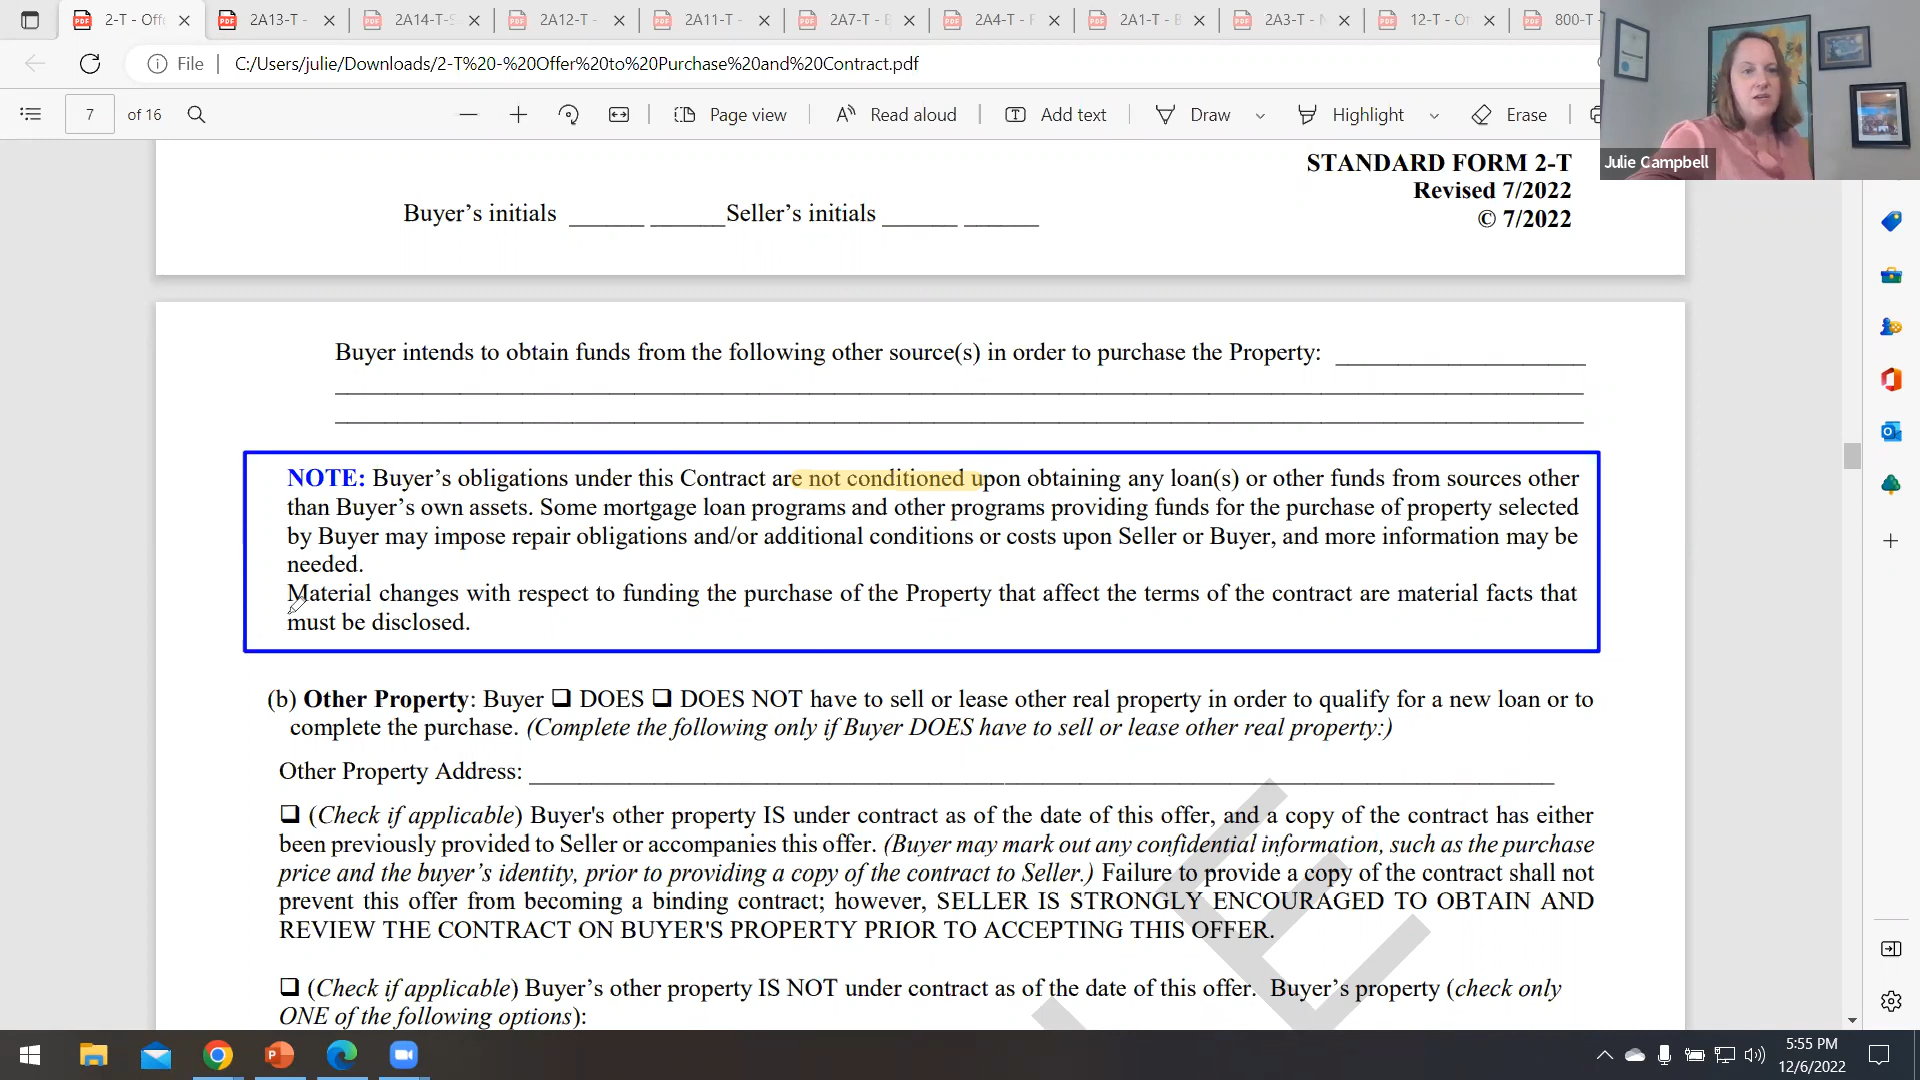 2-T - Off
2A13-T -
2A14-T-S
2A12-T -
2A11-T -
2A7-T - B
2A4-T - F
2A1-T - B
2A3-T -
12-T - Of
800-T -
File
C:/Users/julie/Downloads/2-T%20-%20Offer%20to%20Purchase%20and%20Contract.pdf
7
of 16
Page view
Read aloud
Add text
Draw
Highlight
Erase
Julie Campbell
STANDARD FORM 2-T
Revised 7/2022
© 7/2022
Buyer’s initials ______ ______ Seller’s initials ______ ______
Buyer intends to obtain funds from the following other source(s) in order to purchase the Property: ____________________
NOTE: Buyer’s obligations under this Contract are not conditioned upon obtaining any loan(s) or other funds from sources other
than Buyer’s own assets. Some mortgage loan programs and other programs providing funds for the purchase of property selected
by Buyer may impose repair obligations and/or additional conditions or costs upon Seller or Buyer, and more information may be
needed.
Material changes with respect to funding the purchase of the Property that affect the terms of the contract are material facts that
must be disclosed.
(b) Other Property: Buyer ❑ DOES ❑ DOES NOT have to sell or lease other real property in order to qualify for a new loan or to
complete the purchase. (Complete the following only if Buyer DOES have to sell or lease other real property:)
Other Property Address: ____________________
❑ (Check if applicable) Buyer's other property IS under contract as of the date of this offer, and a copy of the contract has either
been previously provided to Seller or accompanies this offer. (Buyer may mark out any confidential information, such as the purchase
price and the buyer’s identity, prior to providing a copy of the contract to Seller.) Failure to provide a copy of the contract shall not
prevent this offer from becoming a binding contract; however, SELLER IS STRONGLY ENCOURAGED TO OBTAIN AND
REVIEW THE CONTRACT ON BUYER'S PROPERTY PRIOR TO ACCEPTING THIS OFFER.
❑ (Check if applicable) Buyer’s other property IS NOT under contract as of the date of this offer. Buyer’s property (check only
ONE of the following options):
5:55 PM
12/6/2022